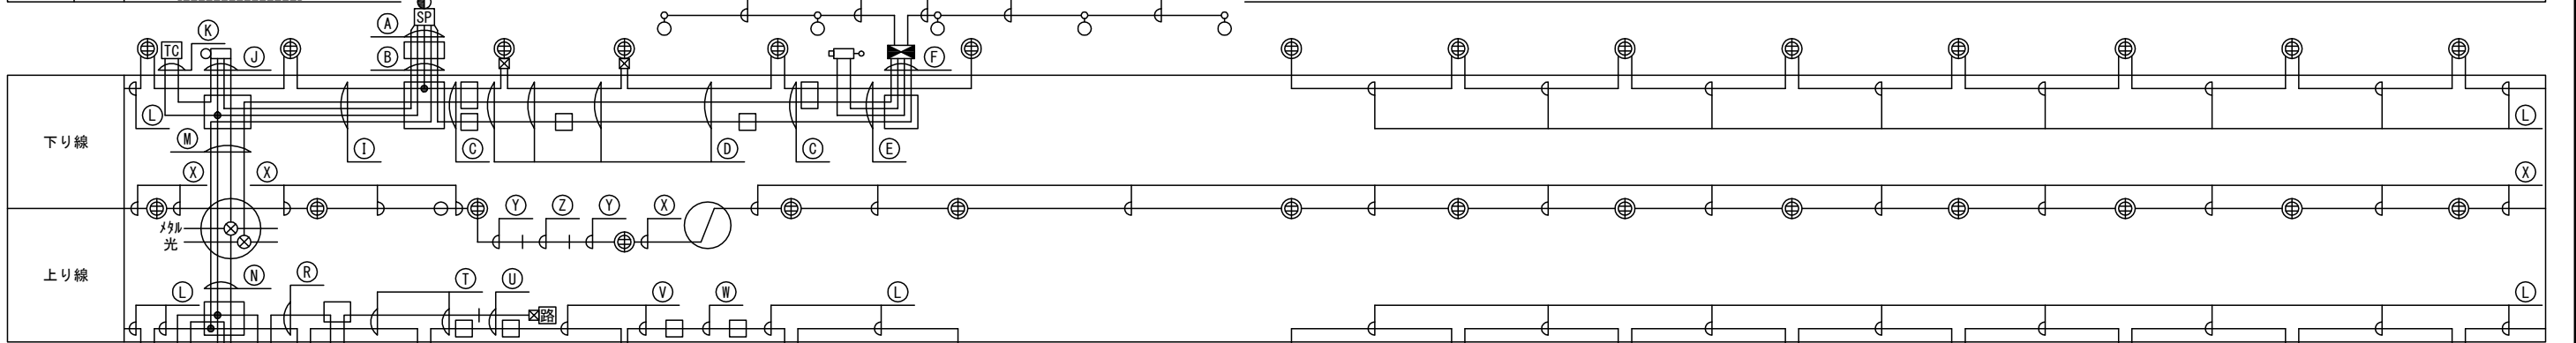 Ⓐ SP
Ⓚ
TC Ⓙ Ⓑ Ⓕ
Ⓛ Ⓛ
下り線 Ⓜ Ⓘ Ⓒ Ⓓ Ⓒ Ⓔ
Ⓧ Ⓧ Ⓧ
Ⓨ Ⓩ Ⓨ Ⓧ
ﾒﾀﾙ
光
上り線 Ⓝ Ⓡ Ⓣ Ⓤ
Ⓛ Ⓥ Ⓦ Ⓛ Ⓛ
路